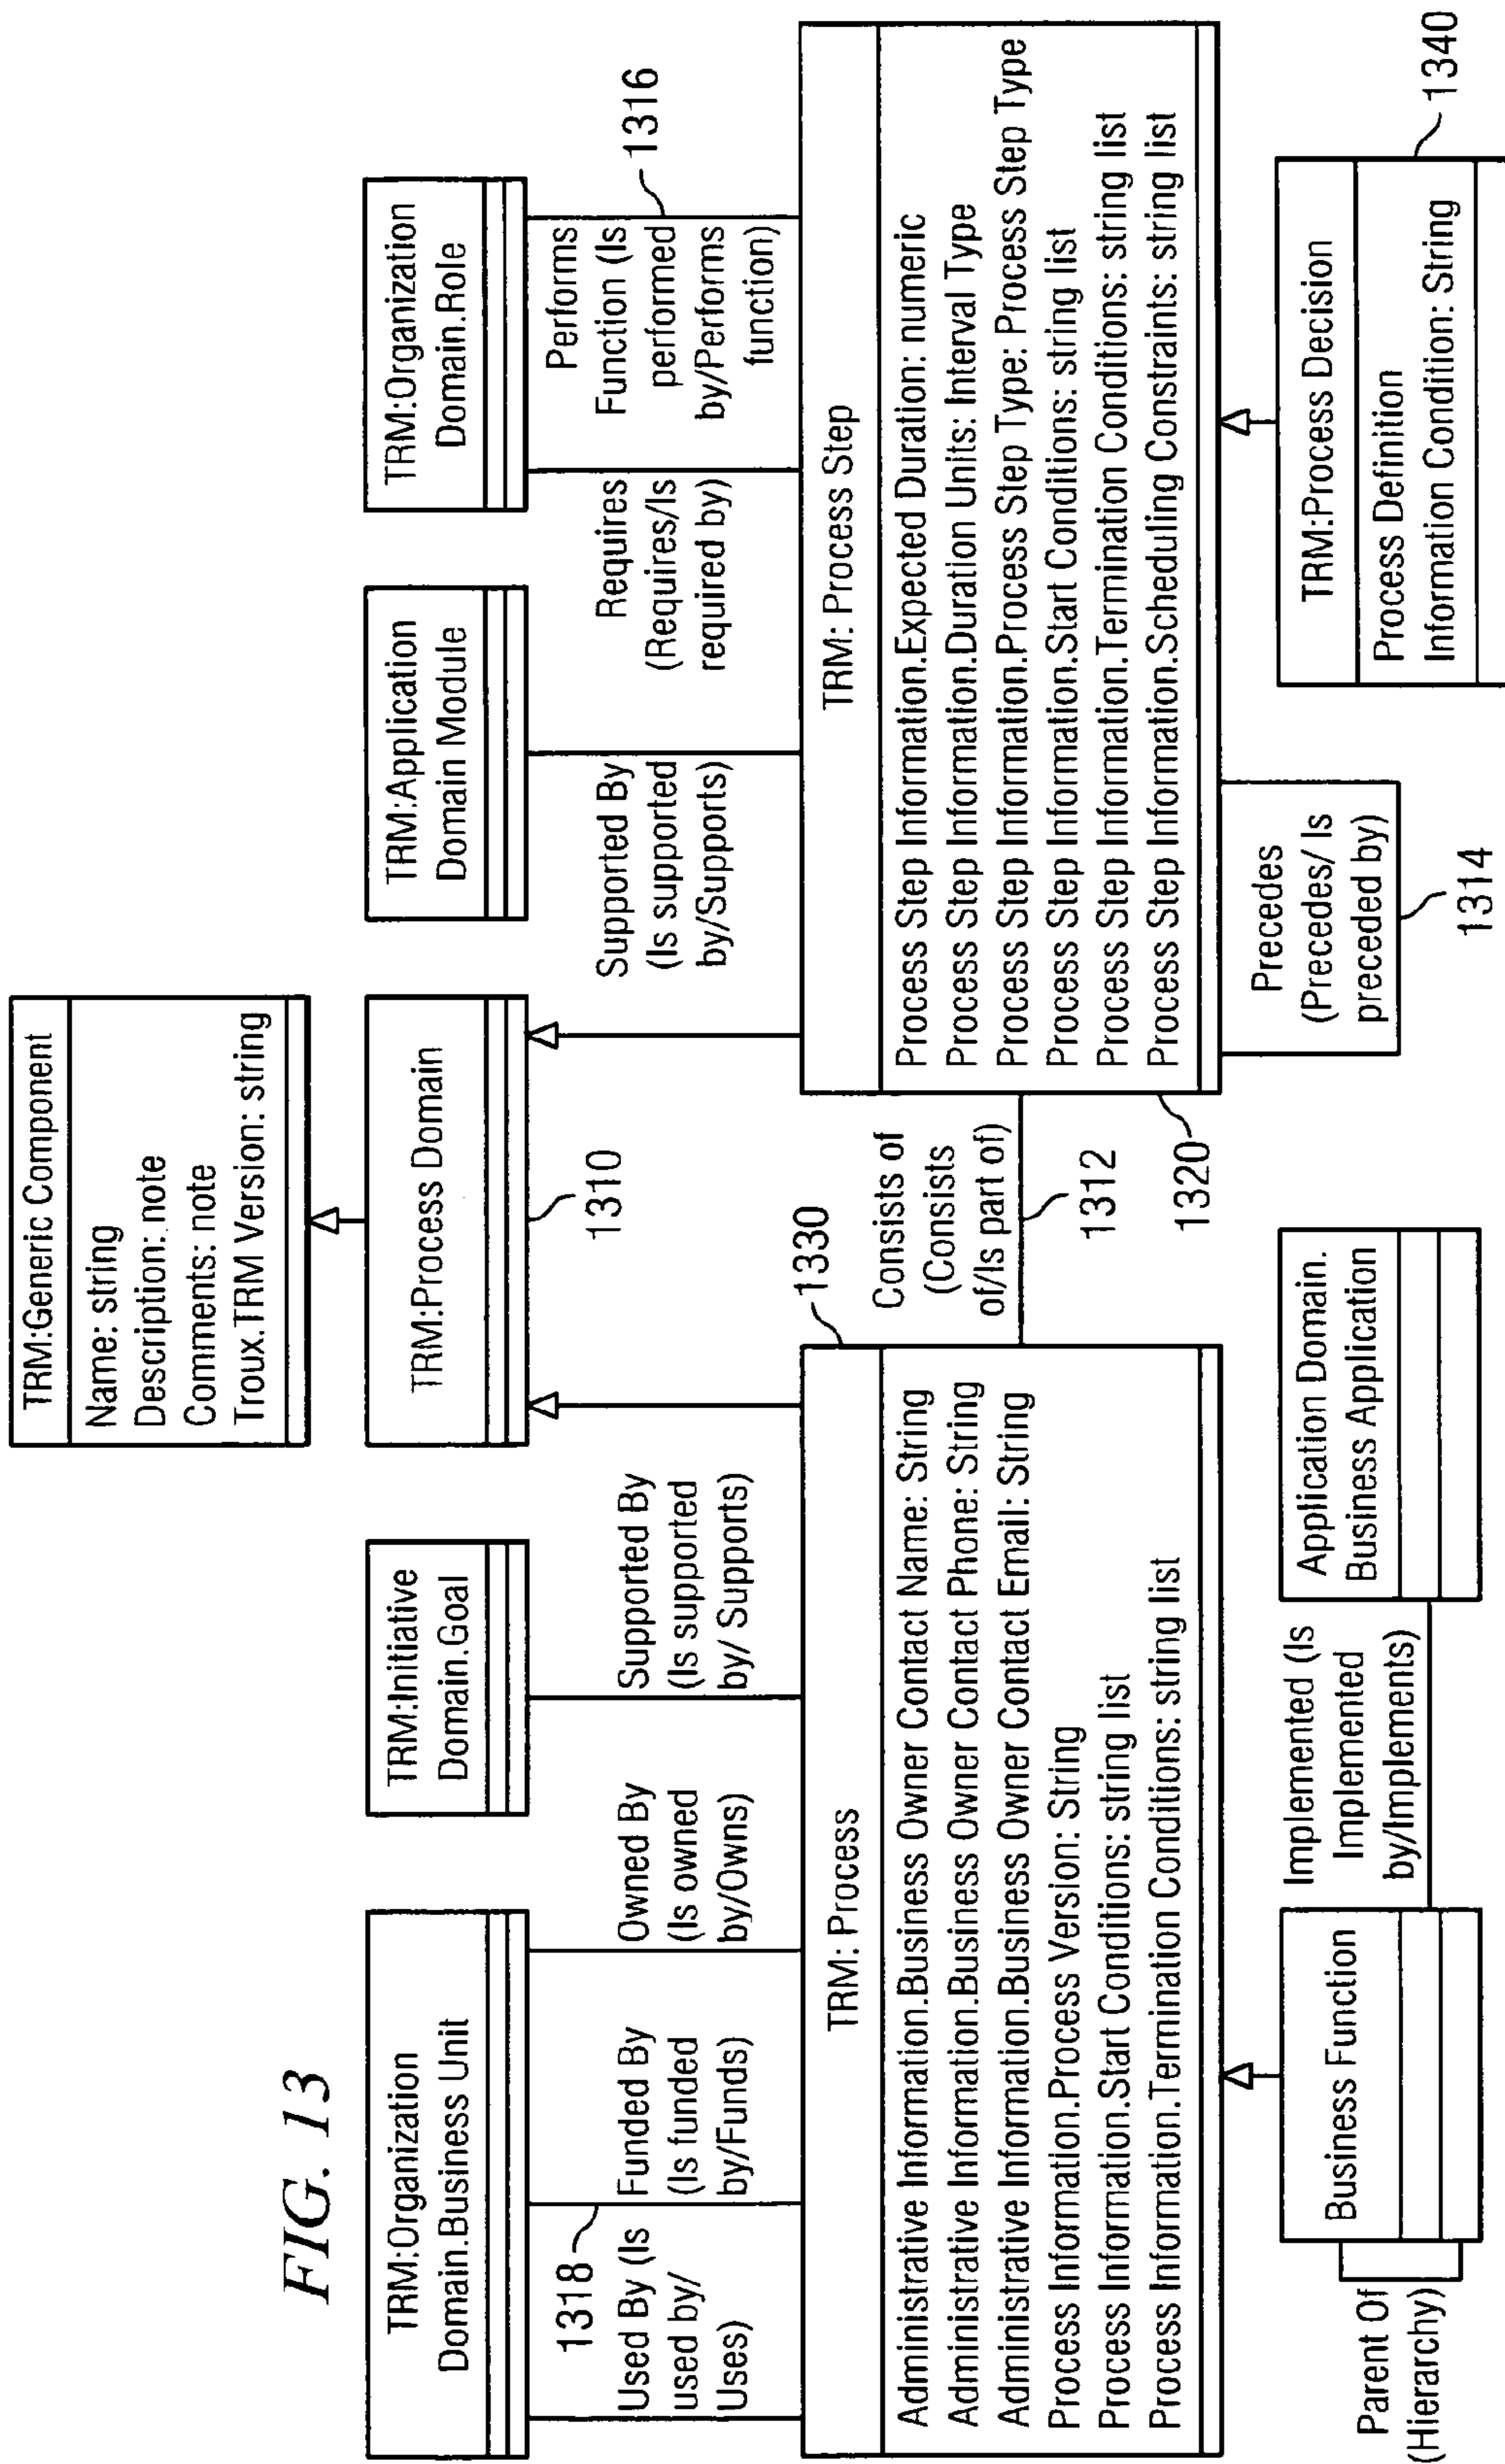 FIG. 13
TRM:Generic Component
Name: string
Description: note
Comments: note
Troux.TRM Version: string
TRM:Organization
Domain.Business Unit
TRM:Initiative
Domain.Goal
TRM:Process Domain
1310
TRM:Application
Domain Module
TRM:Organization
Domain.Role
1318
Used By (Is
used by/
Uses)
Funded By
(Is funded
by/Funds)
Owned By
(Is owned
by/Owns)
Supported By
(Is supported
by/ Supports)
Supported By
(Is supported
by/Supports)
Requires
(Requires/Is
required by)
Performs
Function (Is
performed
by/Performs
function)
1316
TRM: Process
Administrative Information.Business Owner Contact Name: String
Administrative Information.Business Owner Contact Phone: String
Administrative Information.Business Owner Contact Email: String
Process Information.Process Version: String
Process Information.Start Conditions: string list
Process Information.Termination Conditions: string list
1330
Consists of
(Consists
of/Is part of)
1312
1320
TRM: Process Step
Process Step Information.Expected Duration: numeric
Process Step Information.Duration Units: Interval Type
Process Step Information.Process Step Type: Process Step Type
Process Step Information.Start Conditions: string list
Process Step Information.Termination Conditions: string list
Process Step Information.Scheduling Constraints: string list
Parent Of
(Hierarchy)
Business Function
Implemented (Is
Implemented
by/Implements)
Application Domain.
Business Application
Precedes
(Precedes/ Is
preceded by)
1314
TRM:Process Decision
Process Definition
Information Condition: String
1340